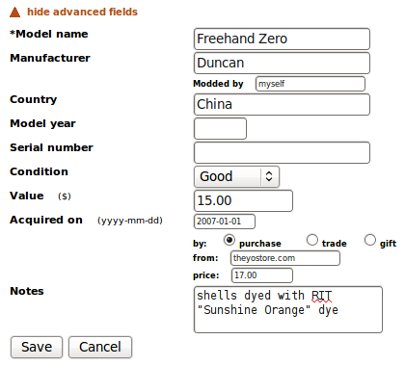 hide advanced fields
*Model name Freehand Zero
Manufacturer Duncan
Modded by myself
Country China
Model year
Serial number
Condition Good
Value ($) 15.00
Acquired on (yyyy-mm-dd) 2007-01-01
by: purchase trade gift
from: theyostore.com
price: 17.00
Notes shells dyed with RIT
"Sunshine Orange" dye
Save Cancel